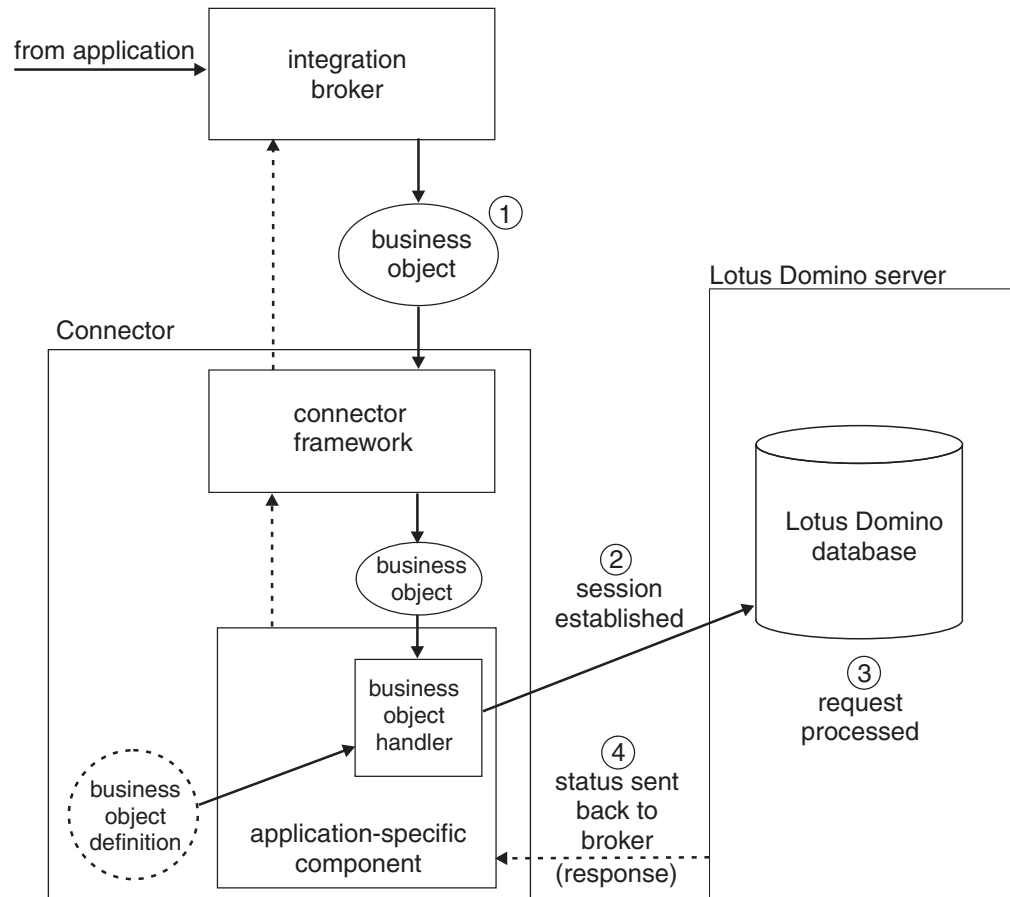 from application
integration
broker
1
business
object
Lotus Domino server
Connector
connector
framework
Lotus Domino
database
business
object
2
session
established
3
request
processed
business
object
handler
4
status sent
back to
broker
(response)
business
object
definition
application-specific
component